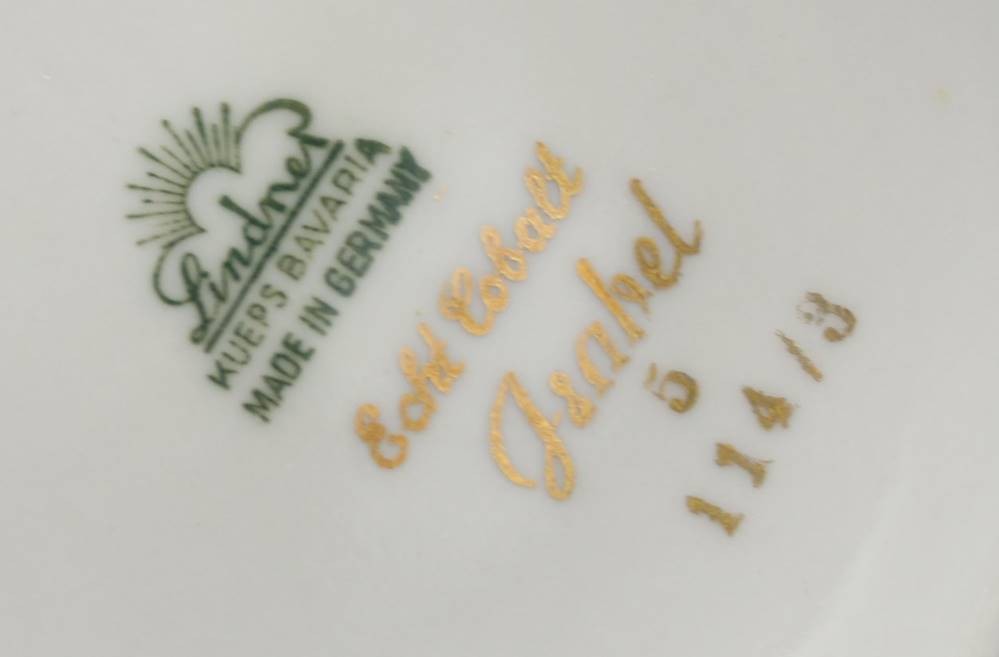 Lindner
KUEPS BAVARIA
MADE IN GERMANY
Echt Cobalt
Isabel
5
114/3